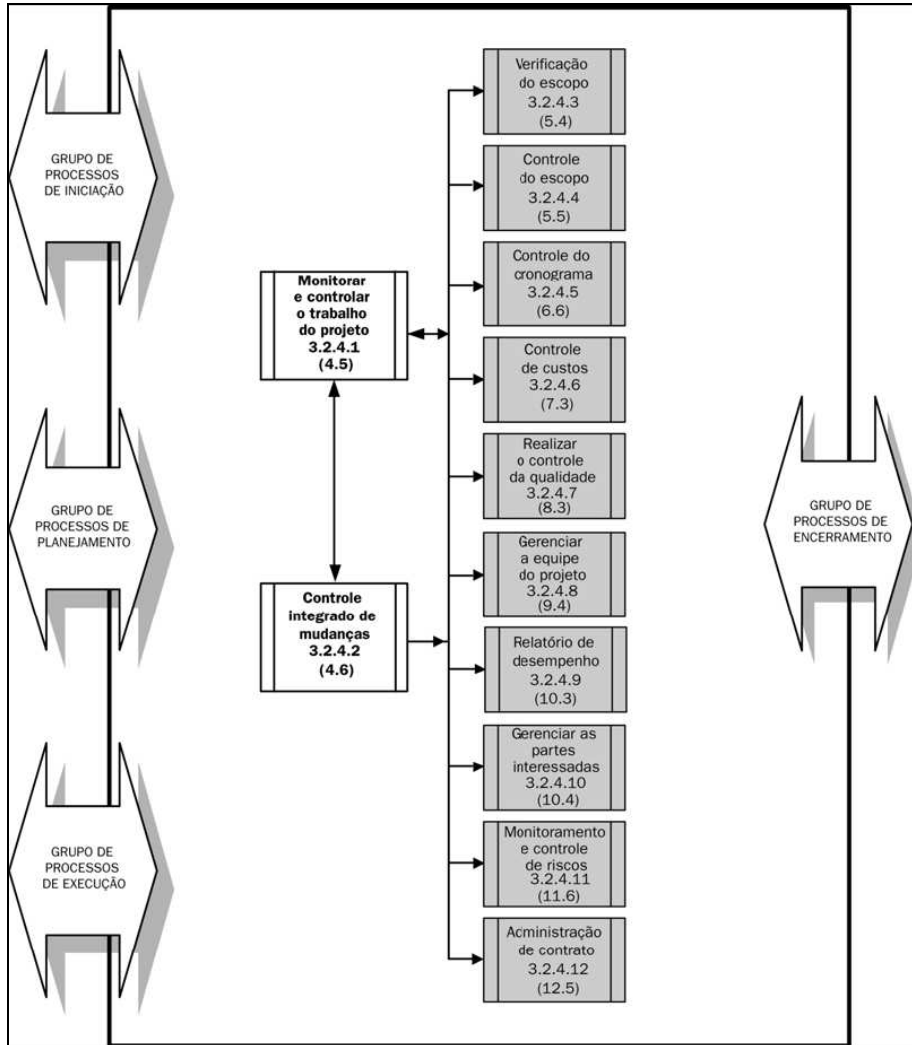 GRUPO DE
PROCESSOS
DE INICIAÇÃO
GRUPO DE
PROCESSOS DE
PLANEJAMENTO
GRUPO DE
PROCESSOS
DE EXECUÇÃO
Monitorar
e controlar
o trabalho
do projeto
3.2.4.1
(4.5)
Controle
integrado de
mudanças
3.2.4.2
(4.6)
Verificação
do escopo
3.2.4.3
(5.4)
Controle
do escopo
3.2.4.4
(5.5)
Controle do
cronograma
3.2.4.5
(6.6)
Controle
de custos
3.2.4.6
(7.3)
Realizar
o controle
da qualidade
3.2.4.7
(8.3)
Gerenciar
a equipe
do projeto
3.2.4.8
(9.4)
Relatório de
desempenho
3.2.4.9
(10.3)
Gerenciar as
partes
interessadas
3.2.4.10
(10.4)
Monitoramento
e controle
de riscos
3.2.4.11
(11.6)
Administração
de contrato
3.2.4.12
(12.5)
GRUPO DE
PROCESSOS DE
ENCERRAMENTO